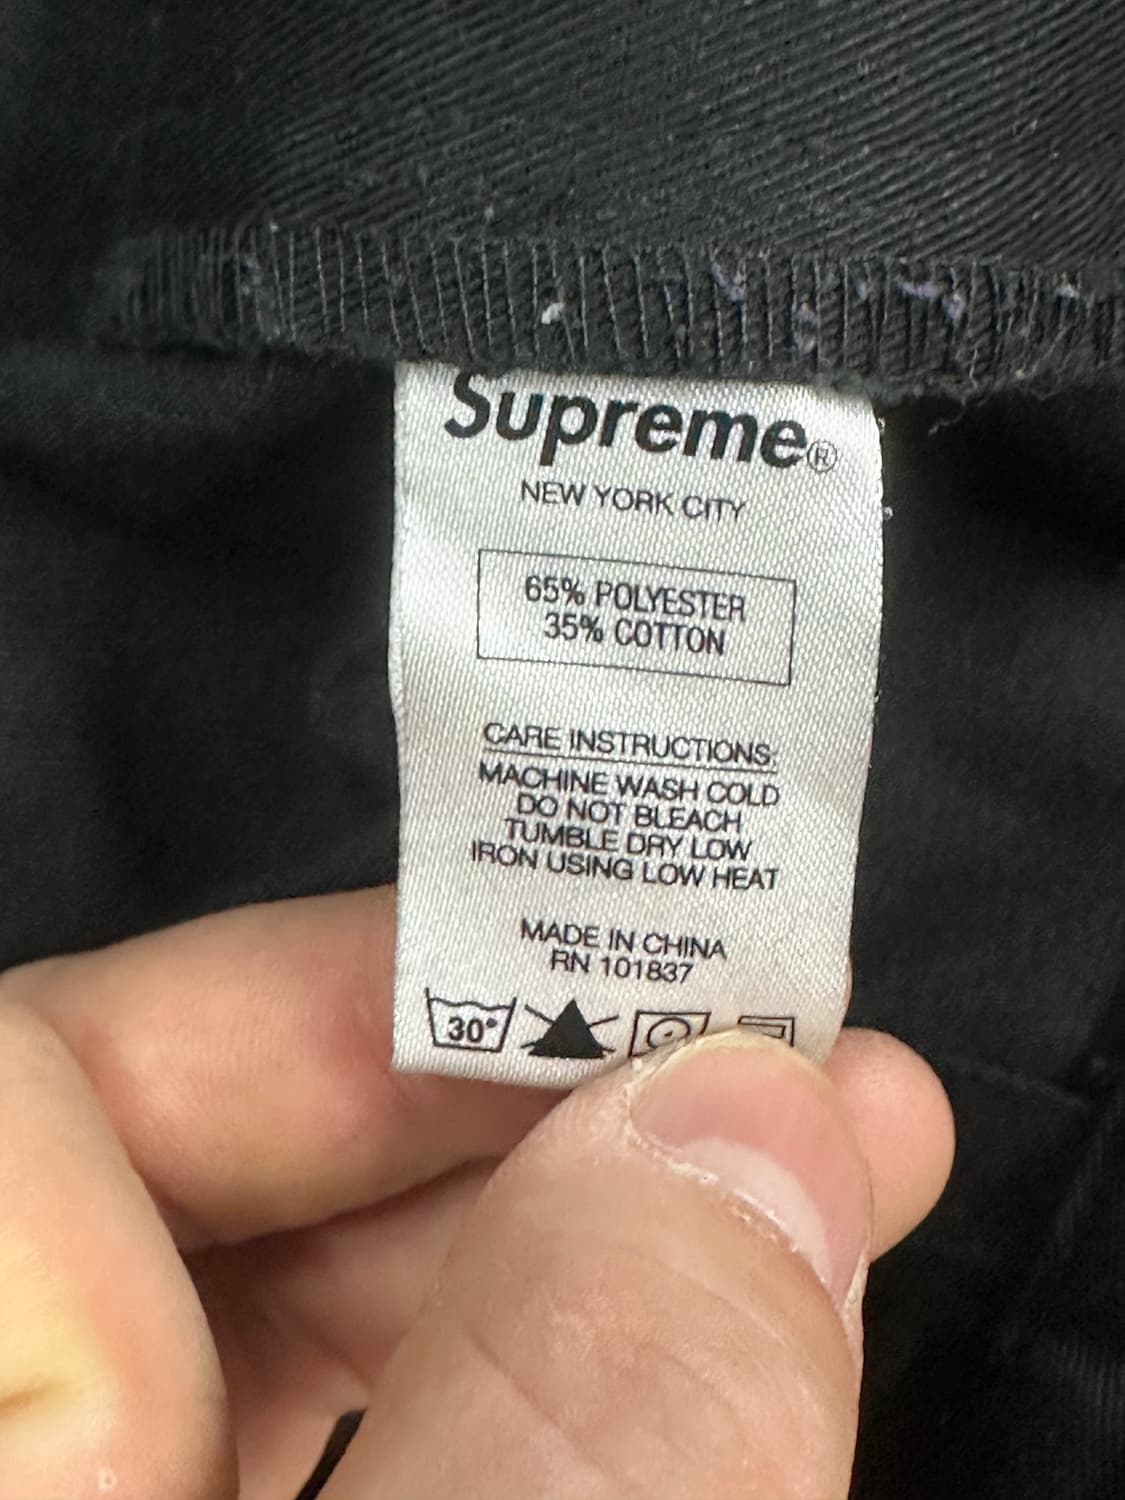 Supreme®
NEW YORK CITY
65% POLYESTER
35% COTTON
CARE INSTRUCTIONS:
MACHINE WASH COLD
DO NOT BLEACH
TUMBLE DRY LOW
IRON USING LOW HEAT
MADE IN CHINA
RN 101837
30°